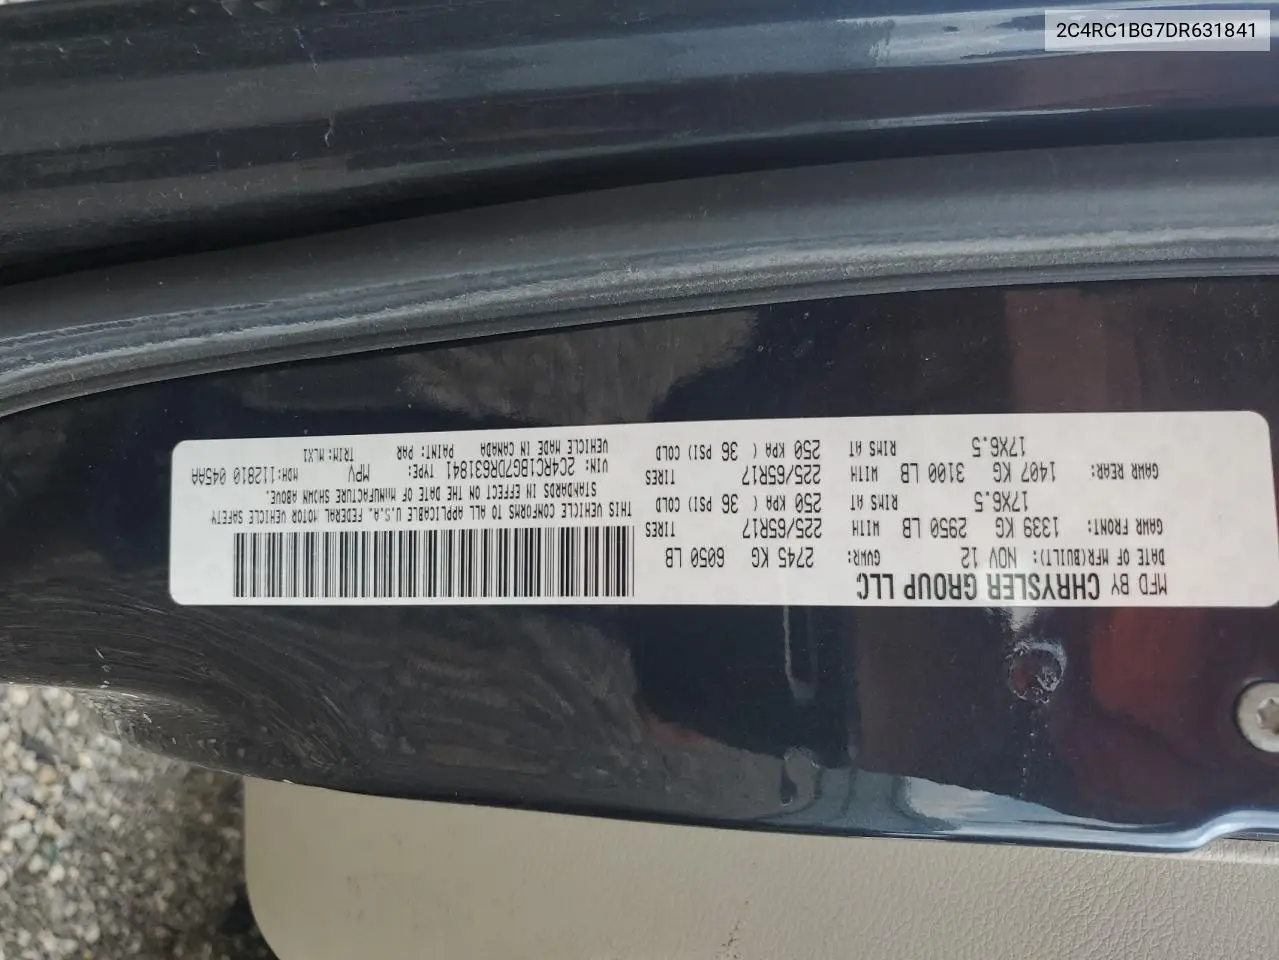 2C4RC1BG7DR631841
MFD BY CHRYSLER GROUP LLC
DATE OF MFR(BUILT): NOV 12 GVWR: 2745 KG 6050 LB
GAWR FRONT: 1339 KG 2950 LB WITH 225/65R17 TIRES
17X6.5 RIMS AT 250 KPA ( 36 PSI) COLD
GAWR REAR: 1407 KG 3100 LB WITH 225/65R17 TIRES
17X6.5 RIMS AT 250 KPA ( 36 PSI) COLD
THIS VEHICLE CONFORMS TO ALL APPLICABLE U.S.A. FEDERAL MOTOR VEHICLE SAFETY
STANDARDS IN EFFECT ON THE DATE OF MANUFACTURE SHOWN ABOVE.
VIN: 2C4RC1BG7DR631841 TYPE: MPV MDH:112810 045AA
VEHICLE MADE IN CANADA PAINT: PAR TRIM: MLX1